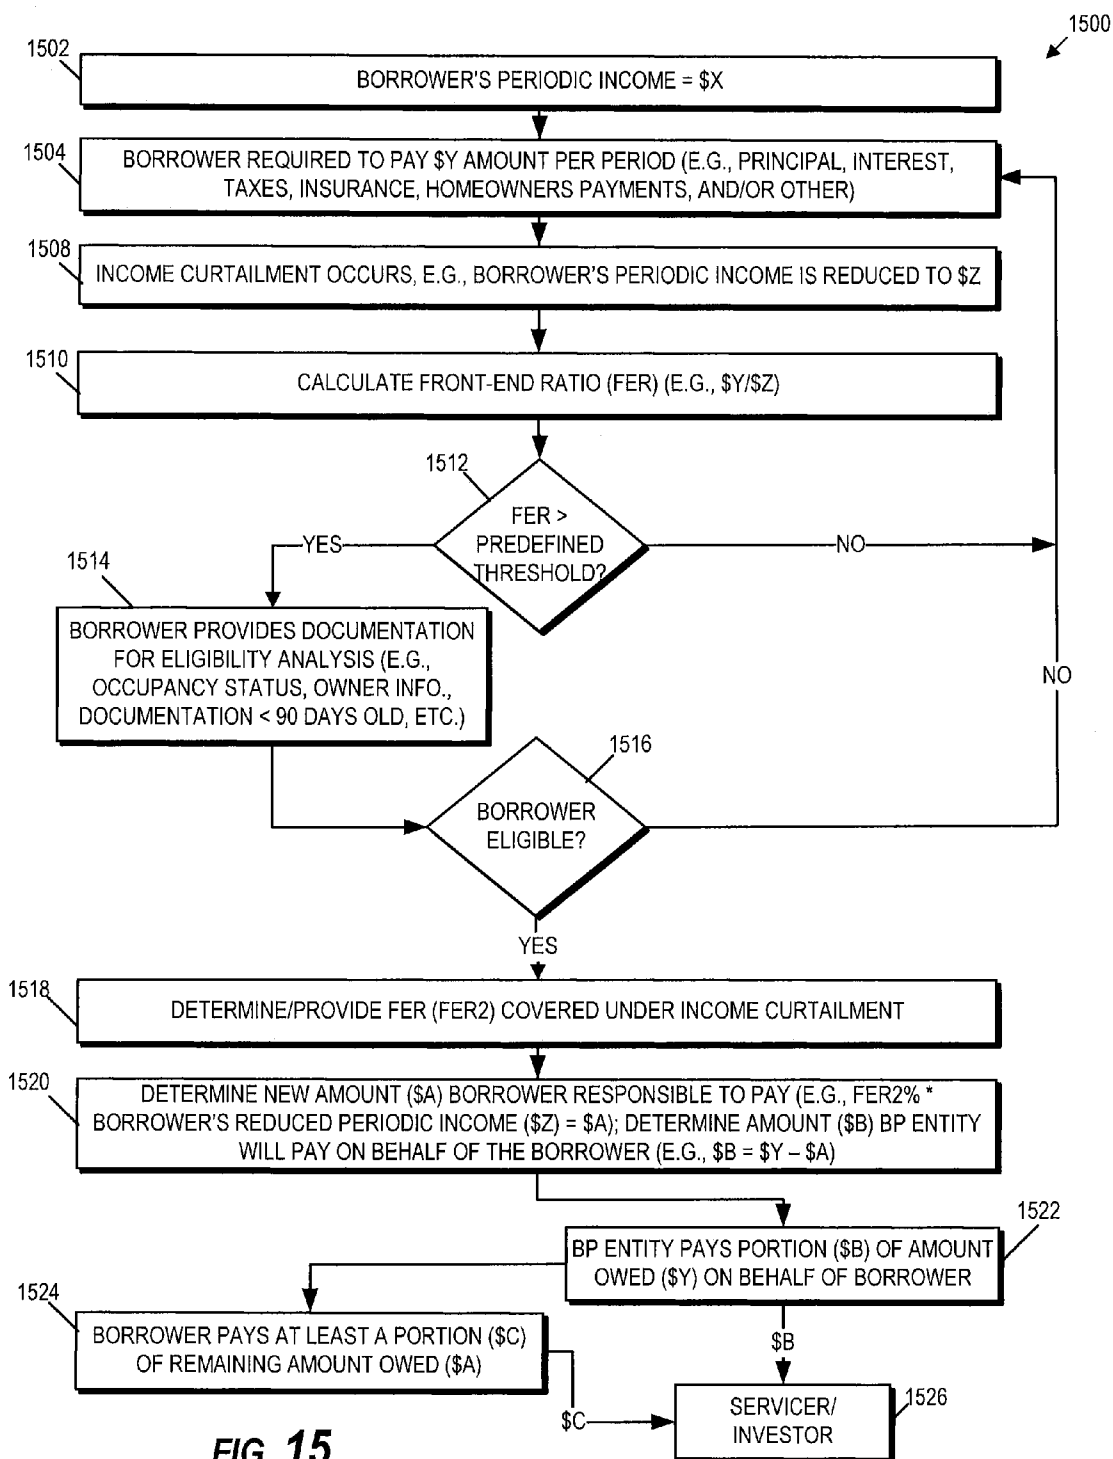 1500
1502
BORROWER'S PERIODIC INCOME = $X
1504
BORROWER REQUIRED TO PAY $Y AMOUNT PER PERIOD (E.G., PRINCIPAL, INTEREST,
TAXES, INSURANCE, HOMEOWNERS PAYMENTS, AND/OR OTHER)
1508
INCOME CURTAILMENT OCCURS, E.G., BORROWER'S PERIODIC INCOME IS REDUCED TO $Z
1510
CALCULATE FRONT-END RATIO (FER) (E.G., $Y/$Z)
1512
FER >
PREDEFINED
THRESHOLD?
YES
NO
1514
BORROWER PROVIDES DOCUMENTATION
FOR ELIGIBILITY ANALYSIS (E.G.,
OCCUPANCY STATUS, OWNER INFO.,
DOCUMENTATION < 90 DAYS OLD, ETC.)
NO
1516
BORROWER
ELIGIBLE?
YES
1518
DETERMINE/PROVIDE FER (FER2) COVERED UNDER INCOME CURTAILMENT
1520
DETERMINE NEW AMOUNT ($A) BORROWER RESPONSIBLE TO PAY (E.G., FER2% *
BORROWER'S REDUCED PERIODIC INCOME ($Z) = $A); DETERMINE AMOUNT ($B) BP ENTITY
WILL PAY ON BEHALF OF THE BORROWER (E.G., $B = $Y – $A)
1522
BP ENTITY PAYS PORTION ($B) OF AMOUNT
OWED ($Y) ON BEHALF OF BORROWER
1524
BORROWER PAYS AT LEAST A PORTION ($C)
OF REMAINING AMOUNT OWED ($A)
$B
$C
SERVICER/
INVESTOR
1526
FIG. 15